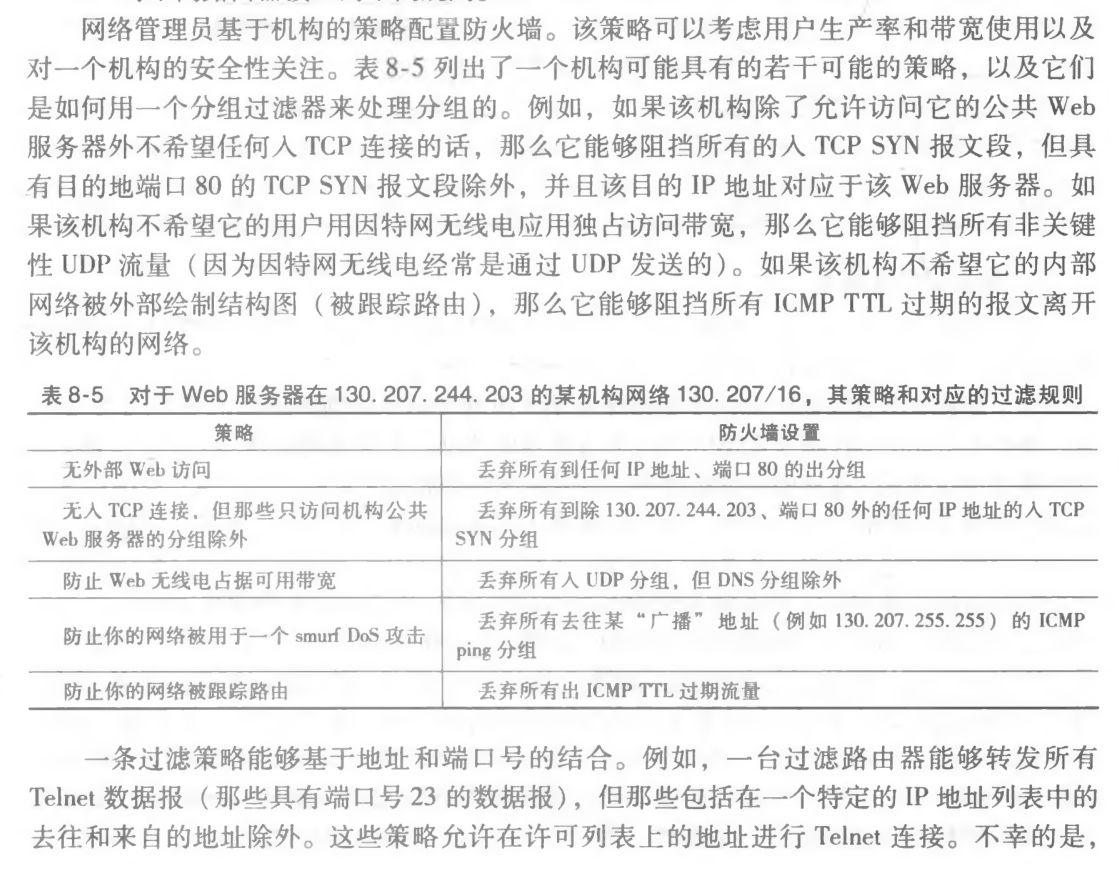 网络管理员基于机构的策略配置防火墙。该策略可以考虑用户生产率和带宽使用以及
对一个机构的安全性关注。表8-5 列出了一个机构可能具有的若干可能的策略，以及它们
是如何用一个分组过滤器来处理分组的。例如，如果该机构除了允许访问它的公共 Web
服务器外不希望任何入 TCP 连接的话，那么它能够阻挡所有的入 TCP SYN 报文段，但具
有目的地端口 80 的 TCP SYN 报文段除外，并且该目的 IP 地址对应于该 Web 服务器。如
果该机构不希望它的用户用因特网无线电应用独占访问带宽，那么它能够阻挡所有非关键
性 UDP 流量（因为因特网无线电经常是通过 UDP 发送的）。如果该机构不希望它的内部
网络被外部绘制结构图（被跟踪路由），那么它能够阻挡所有 ICMP TTL 过期的报文离开
该机构的网络。
表 8-5 对于 Web 服务器在 130. 207. 244. 203 的某机构网络 130. 207/16，其策略和对应的过滤规则
策略 防火墙设置
无外部 Web 访问 丢弃所有到任何 IP 地址、端口 80 的出分组
无入 TCP 连接，但那些只访问机构公共 丢弃所有到除 130. 207. 244. 203、端口 80 外的任何 IP 地址的入 TCP
Web 服务器的分组除外 SYN 分组
防止 Web 无线电占据可用带宽 丢弃所有入 UDP 分组，但 DNS 分组除外
防止你的网络被用于一个 smurf DoS 攻击 丢弃所有去往某“广播”地址（例如 130. 207. 255. 255）的 ICMP
ping 分组
防止你的网络被跟踪路由 丢弃所有出 ICMP TTL 过期流量
一条过滤策略能够基于地址和端口号的结合。例如，一台过滤路由器能够转发所有
Telnet 数据报（那些具有端口号 23 的数据报），但那些包括在一个特定的 IP 地址列表中的
去往和来自的地址除外。这些策略允许在许可列表上的地址进行 Telnet 连接。不幸的是，